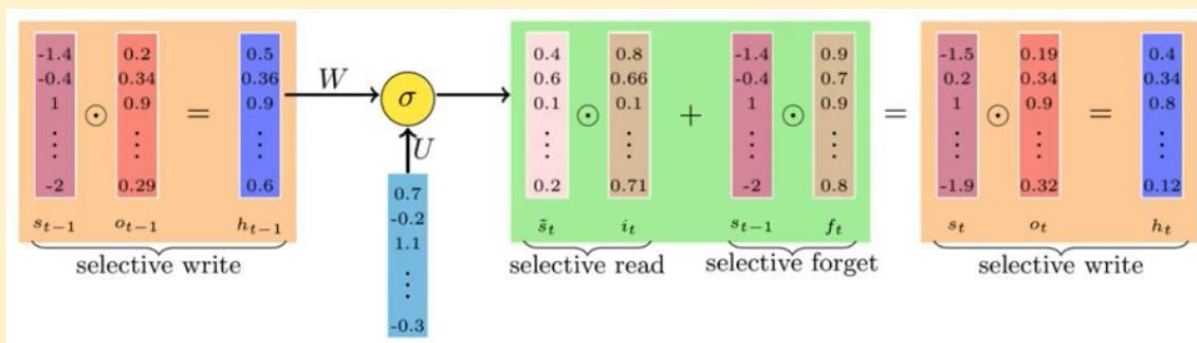 -1.4 0.2 0.5 0.4 0.8 -1.4 0.9 -1.5 0.19 0.4
-0.4 0.34 0.36 W σ 0.6 0.66 -0.4 0.7 0.2 0.34 0.34
1 ⊙ 0.9 = 0.9 0.1 ⊙ 0.1 + 1 ⊙ 0.9 = 1 ⊙ 0.9 = 0.8
⋮ ⋮ ⋮ U ⋮ ⋮ ⋮ ⋮ ⋮ ⋮ ⋮
-2 0.29 0.6 0.2 0.71 -2 0.8 -1.9 0.32 0.12
s_{t-1} o_{t-1} h_{t-1} s̃_t i_t s_{t-1} f_t s_t o_t h_t
selective write selective read selective forget selective write
0.7
-0.2
1.1
⋮
-0.3